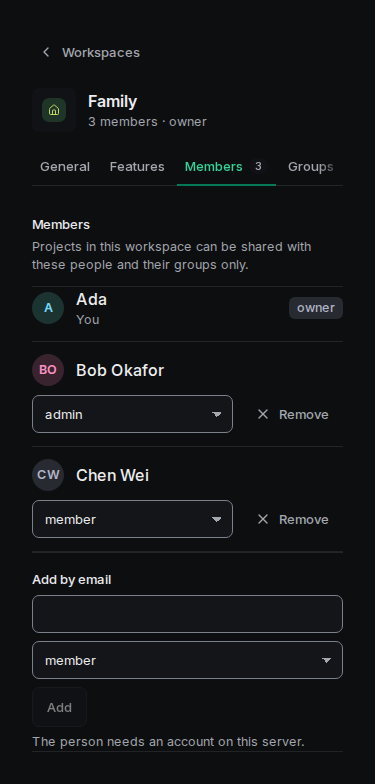 Workspaces
Family
3 members · owner
General Features Members 3 Groups
Members
Projects in this workspace can be shared with
these people and their groups only.
A Ada
You
owner
BO Bob Okafor
admin Remove
CW Chen Wei
member Remove
Add by email
member
Add
The person needs an account on this server.